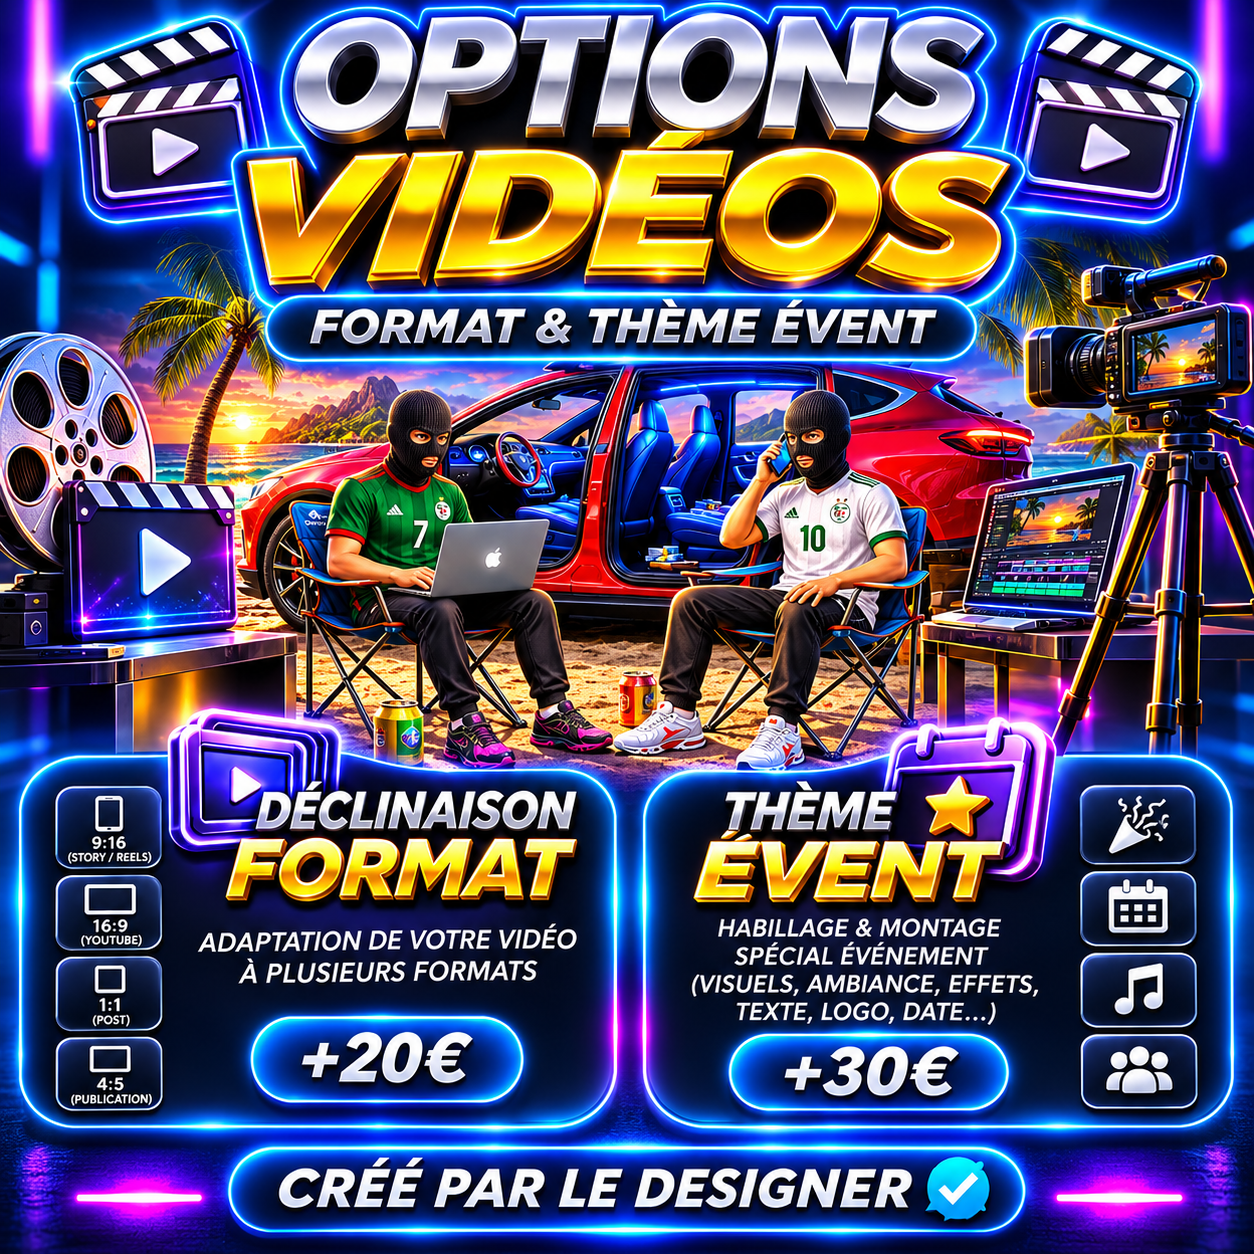 OPTIONS
VIDÉOS
FORMAT & THÈME ÉVENT
7
10
DÉCLINAISON
FORMAT
ADAPTATION DE VOTRE VIDÉO
À PLUSIEURS FORMATS
+20€
9:16
(STORY / REELS)
16:9
(YOUTUBE)
1:1
(POST)
4:5
(PUBLICATION)
THÈME
ÉVENT
HABILLAGE & MONTAGE
SPÉCIAL ÉVÉNEMENT
(VISUELS, AMBIANCE, EFFETS,
TEXTE, LOGO, DATE...)
+30€
CRÉÉ PAR LE DESIGNER